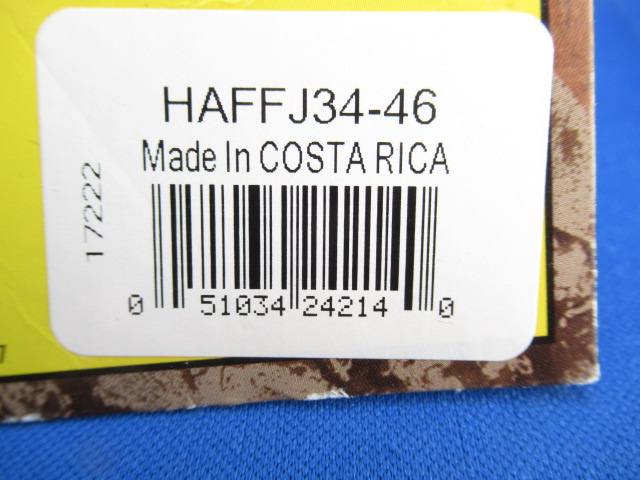 HAFFJ34-46
Made In COSTA RICA
17222
0 51034 24214 0